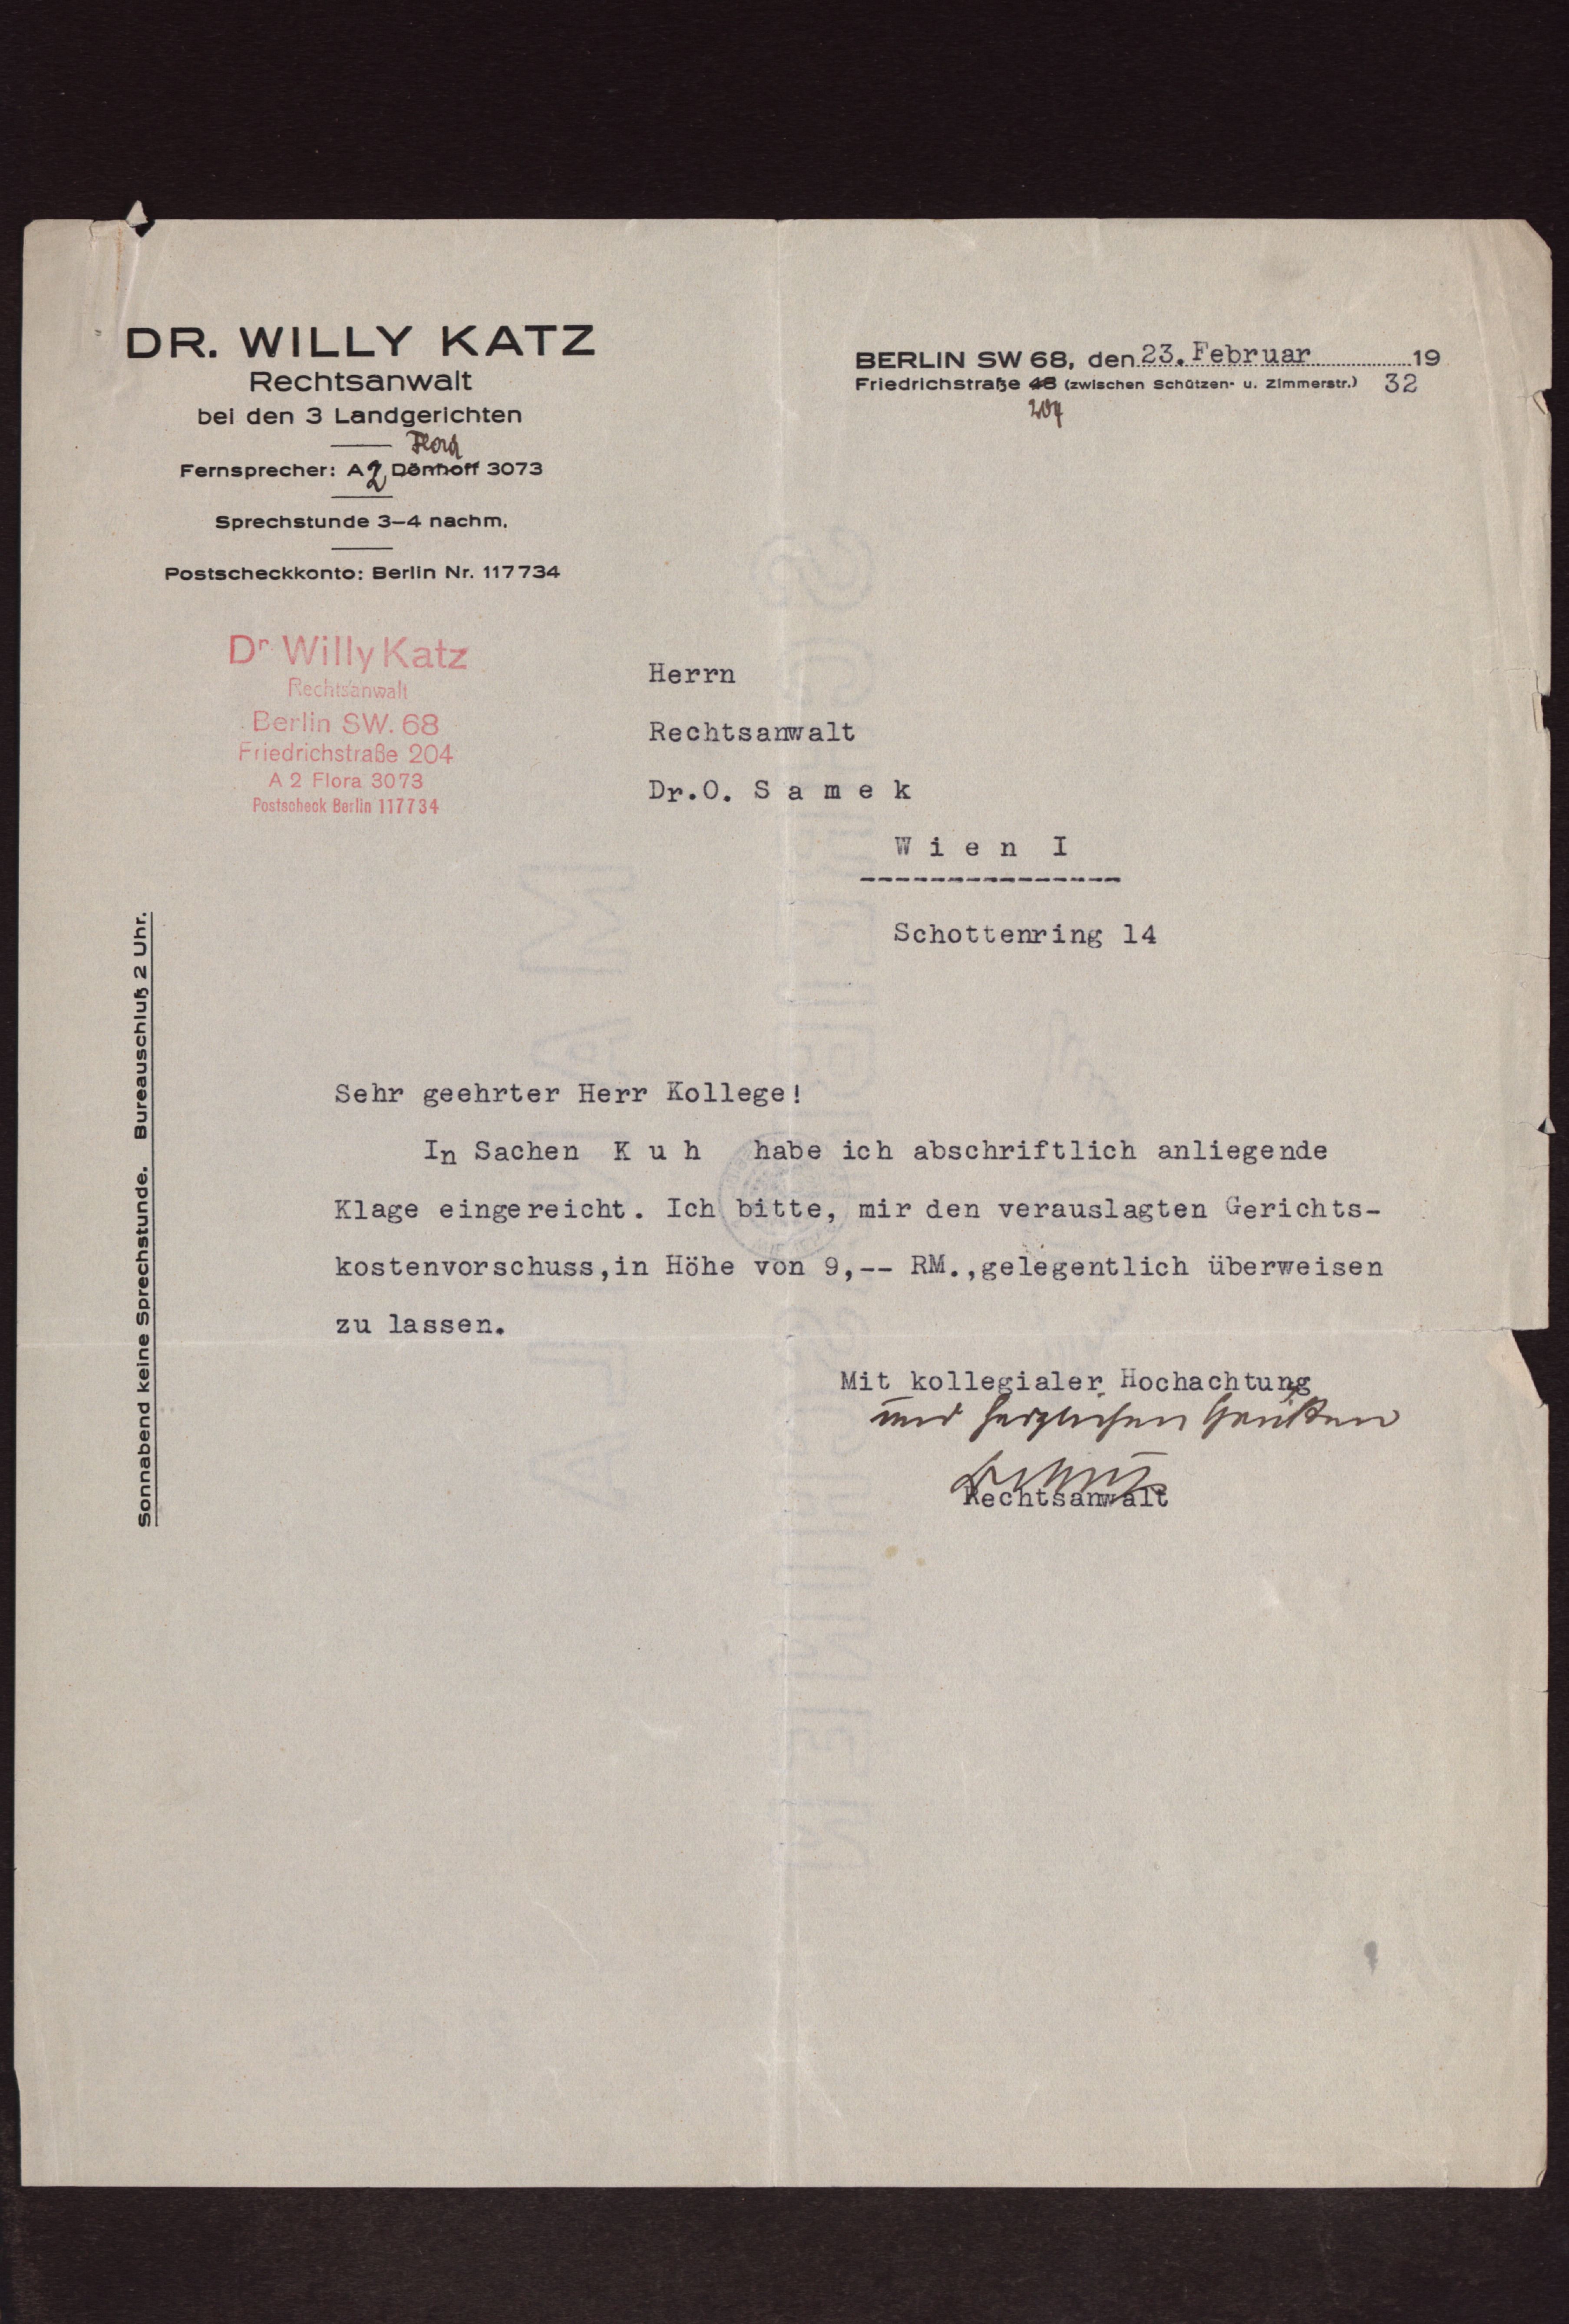 DR. WILLY KATZ
Rechtsanwalt
bei den 3 Landgerichten
Flora
Fernsprecher: A 2 Dönhoff 3073
Sprechstunde 3–4 nachm.
Postscheckkonto: Berlin Nr. 117734
BERLIN SW 68, den 23. Februar 19
Friedrichstraße 48 (zwischen Schützen- u. Zimmerstr.) 32
204
Dr Willy Katz
Rechtsanwalt
Berlin SW. 68
Friedrichstraße 204
A 2 Flora 3073
Postscheck Berlin 117734
Herrn
Rechtsanwalt
Dr.O. S a m e k
W i e n I
---------------
Schottenring 14
Sonnabend keine Sprechstunde. Bureauschluß 2 Uhr.
Sehr geehrter Herr Kollege!
In Sachen K u h habe ich abschriftlich anliegende
Klage eingereicht. Ich bitte, mir den verauslagten Gerichts-
kostenvorschuss,in Höhe von 9,-- RM.,gelegentlich überweisen
zu lassen.
Mit kollegialer Hochachtung
und herzlichen Grüßen
Rechtsanwalt